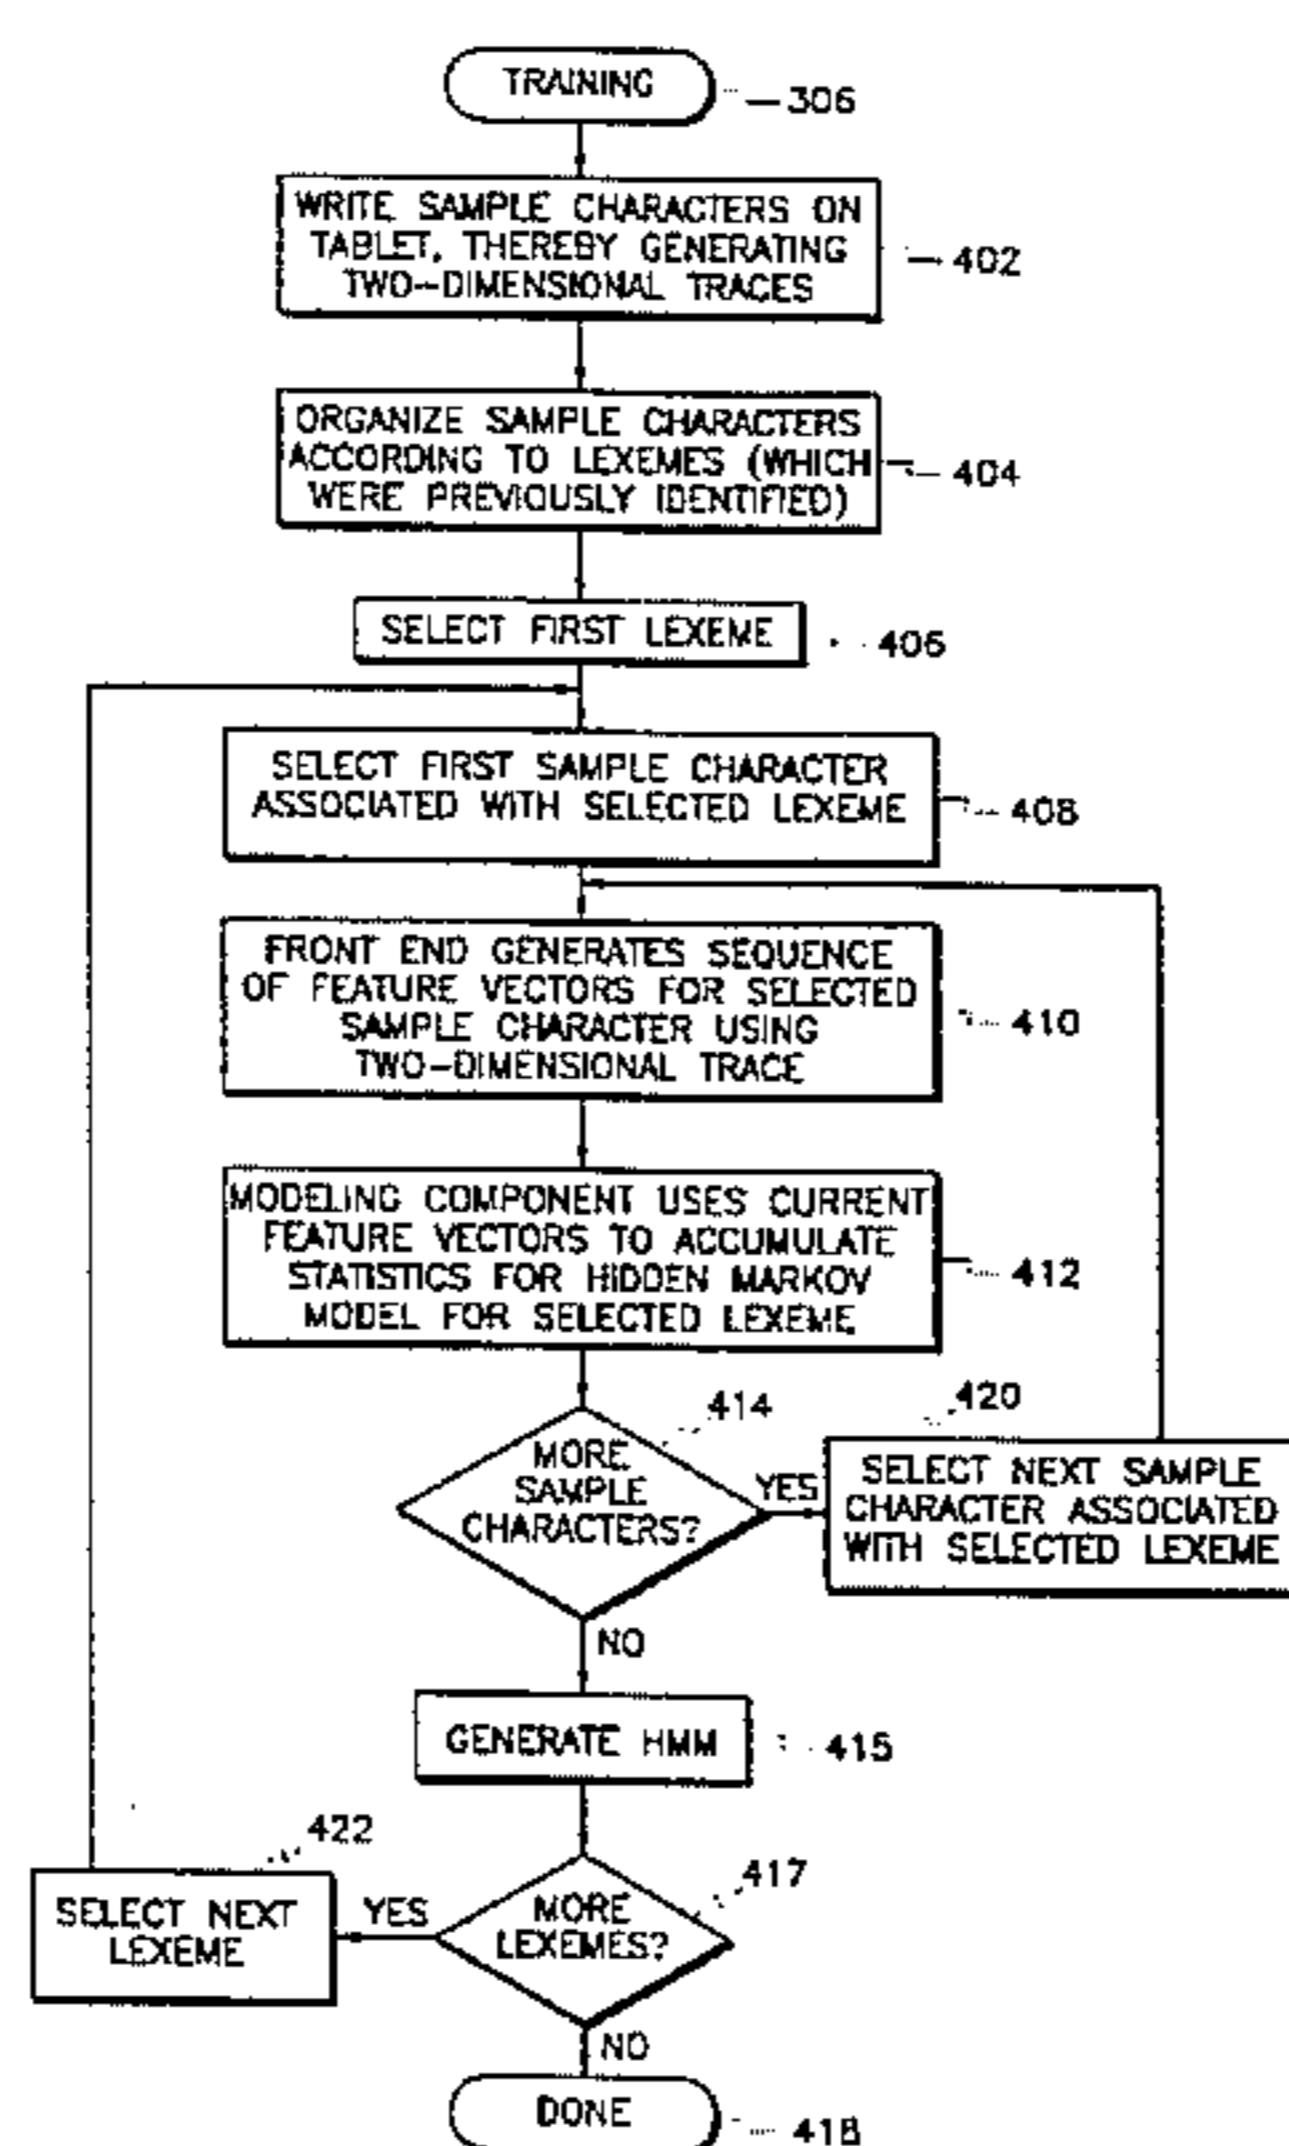 TRAINING
306
WRITE SAMPLE CHARACTERS ON
TABLET, THEREBY GENERATING
TWO-DIMENSIONAL TRACES
402
ORGANIZE SAMPLE CHARACTERS
ACCORDING TO LEXEMES (WHICH
WERE PREVIOUSLY IDENTIFIED)
404
SELECT FIRST LEXEME
406
SELECT FIRST SAMPLE CHARACTER
ASSOCIATED WITH SELECTED LEXEME
408
FRONT END GENERATES SEQUENCE
OF FEATURE VECTORS FOR SELECTED
SAMPLE CHARACTER USING
TWO-DIMENSIONAL TRACE
410
MODELING COMPONENT USES CURRENT
FEATURE VECTORS TO ACCUMULATE
STATISTICS FOR HIDDEN MARKOV
MODEL FOR SELECTED LEXEME
412
414
MORE
SAMPLE
CHARACTERS?
YES
420
SELECT NEXT SAMPLE
CHARACTER ASSOCIATED
WITH SELECTED LEXEME
NO
GENERATE HMM
415
422
SELECT NEXT
LEXEME
YES
417
MORE
LEXEMES?
NO
DONE
418